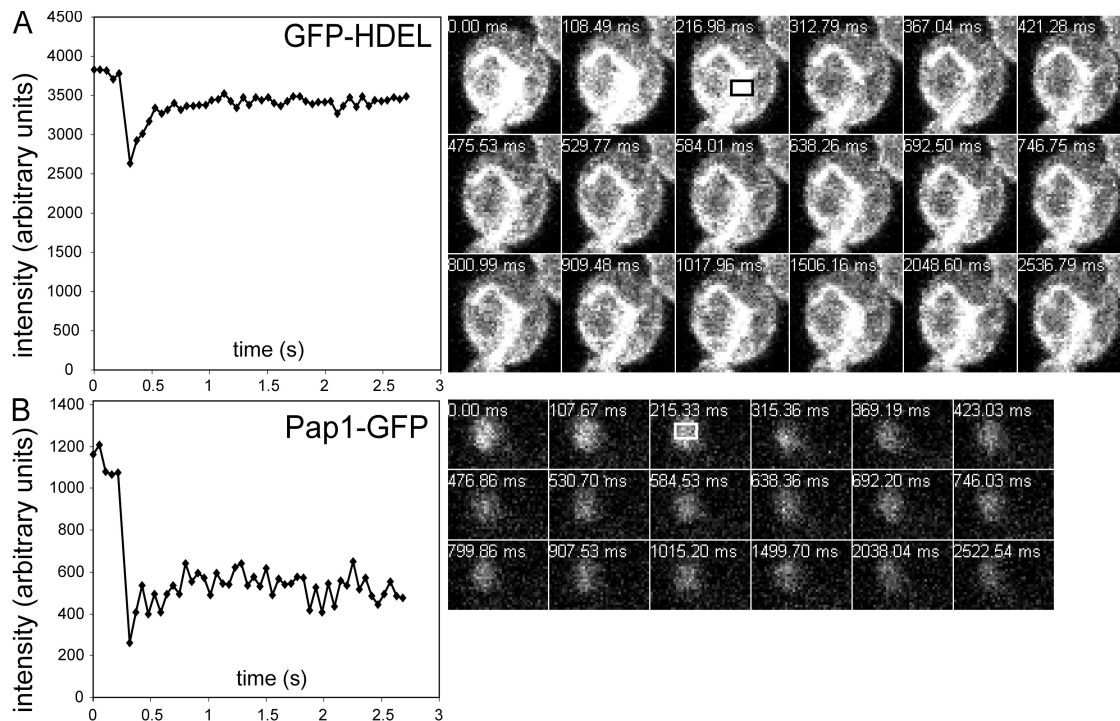 A
GFP-HDEL
intensity (arbitrary units)
4500
4000
3500
3000
2500
2000
1500
1000
500
0
time (s)
0 0.5 1 1.5 2 2.5 3
0.00 ms 108.49 ms 216.98 ms 312.79 ms 367.04 ms 421.28 ms
475.53 ms 529.77 ms 584.01 ms 638.26 ms 692.50 ms 746.75 ms
800.99 ms 909.48 ms 1017.96 ms 1506.16 ms 2048.60 ms 2536.79 ms
B
Pap1-GFP
intensity (arbitrary units)
1400
1200
1000
800
600
400
200
0
time (s)
0 0.5 1 1.5 2 2.5 3
0.00 ms 107.67 ms 215.33 ms 315.36 ms 369.19 ms 423.03 ms
476.86 ms 530.70 ms 584.53 ms 638.36 ms 692.20 ms 746.03 ms
799.86 ms 907.53 ms 1015.20 ms 1499.70 ms 2038.04 ms 2522.54 ms